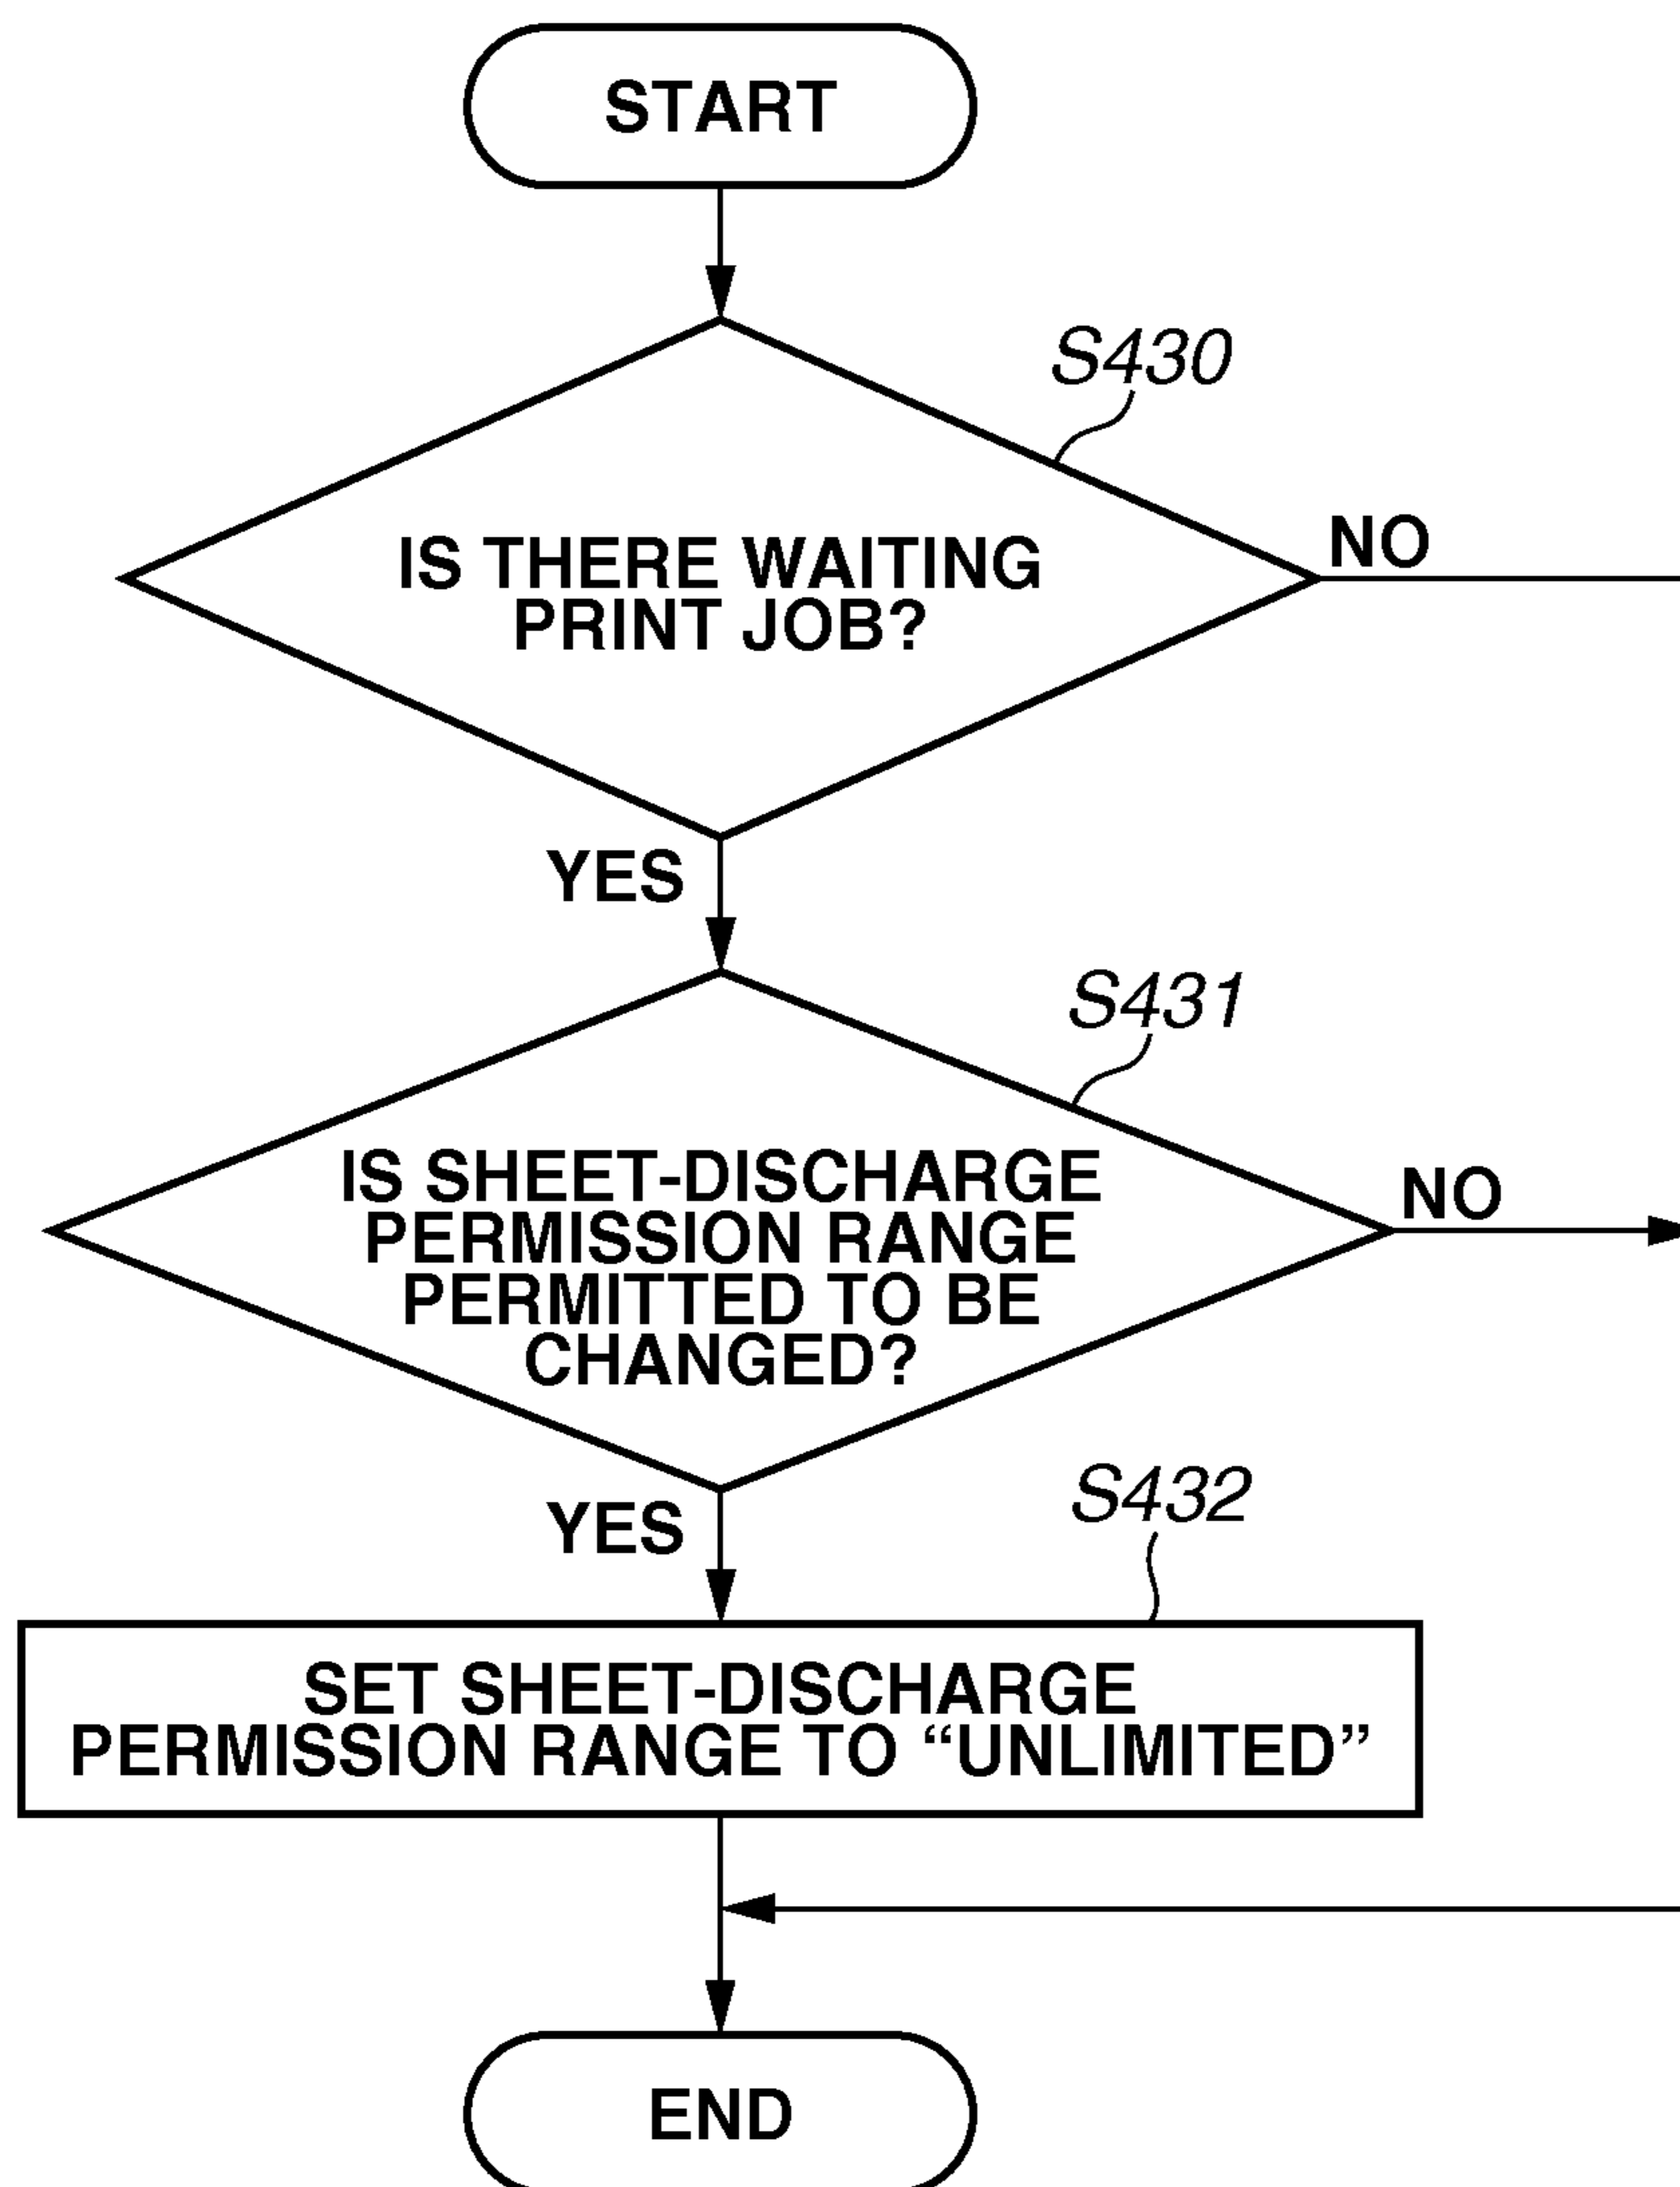 START
S430
IS THERE WAITING
PRINT JOB?
NO
YES
S431
IS SHEET-DISCHARGE
PERMISSION RANGE
PERMITTED TO BE
CHANGED?
NO
YES
S432
SET SHEET-DISCHARGE
PERMISSION RANGE TO “UNLIMITED”
END